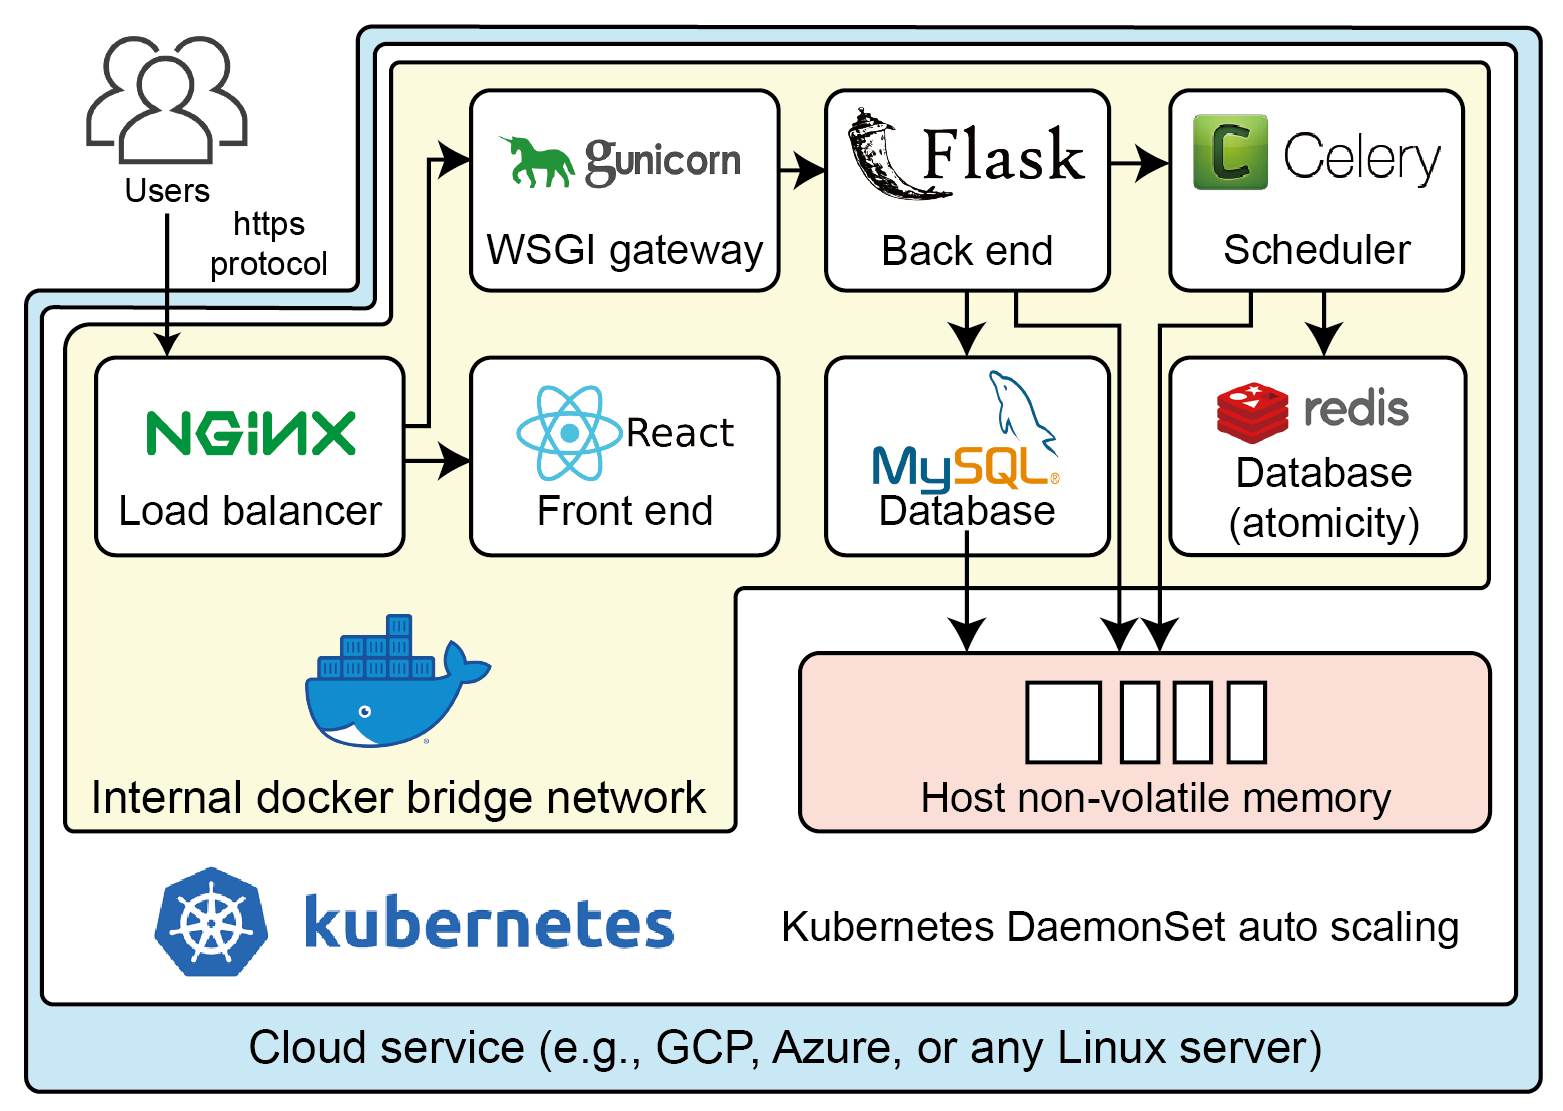 Users
https
protocol
gunicorn
WSGI gateway
Flask
Back end
C Celery
Scheduler
NGINX
Load balancer
React
Front end
MySQL®
Database
redis
Database
(atomicity)
®
Internal docker bridge network
Host non-volatile memory
kubernetes
Kubernetes DaemonSet auto scaling
Cloud service (e.g., GCP, Azure, or any Linux server)